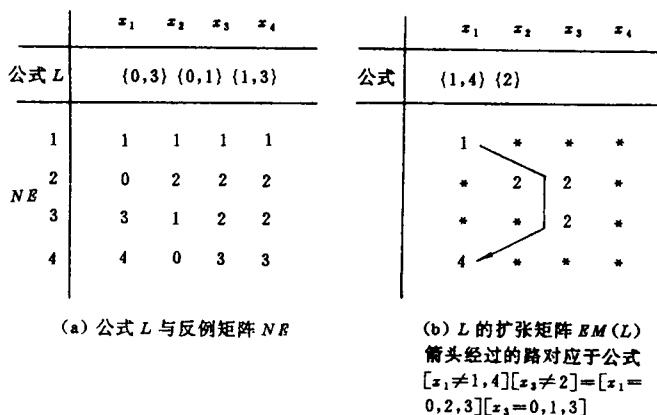 x₁ x₂ x₃ x₄
公式 L {0,3} {0,1} {1,3}
1 1 1 1 1
2 0 2 2 2
NE
3 3 1 2 2
4 4 0 3 3
(a) 公式 L 与反例矩阵 NE
x₁ x₂ x₃ x₄
公式 {1,4} {2}
1 * * *
* 2 2 *
* * 2 *
4 * * *
(b) L 的扩张矩阵 EM(L)
箭头经过的路对应于公式
[x₁≠1,4][x₃≠2]=[x₁=
0,2,3][x₃=0,1,3]